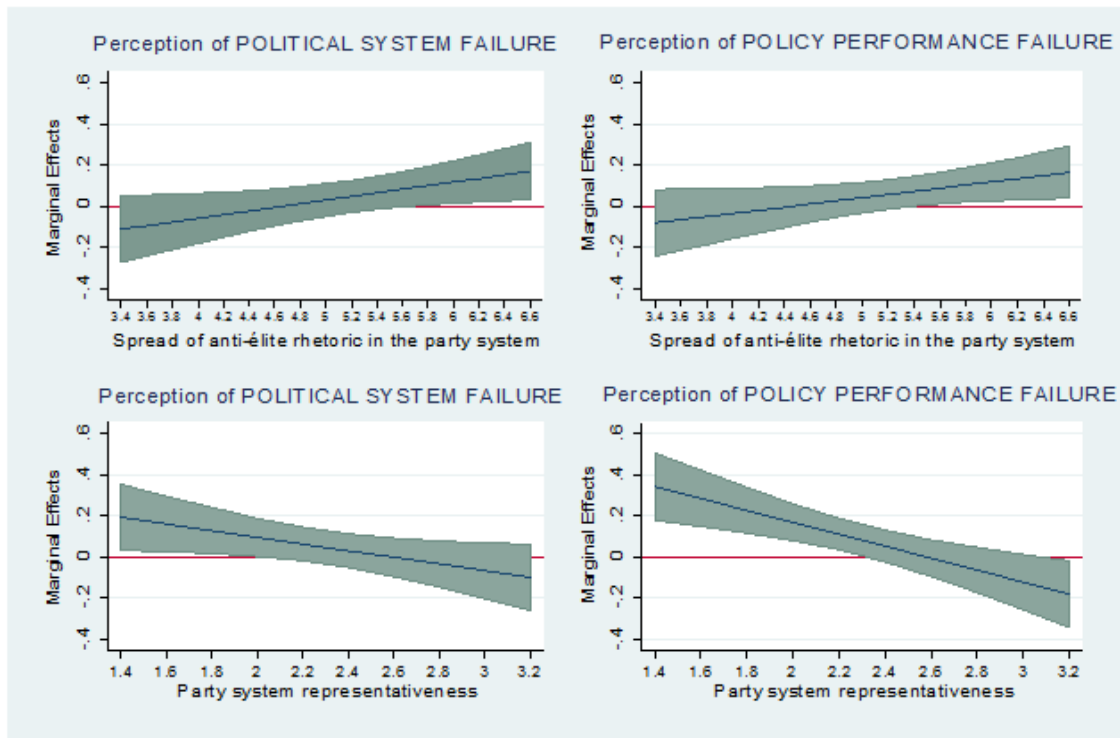 Perception of POLITICAL SYSTEM FAILURE
Marginal Effects
.6
.4
.2
0
-.2
-.4
3.4 3.6 3.8 4 4.2 4.4 4.6 4.8 5 5.2 5.4 5.6 5.8 6 6.2 6.4 6.6
Spread of anti-élite rhetoric in the party system
Perception of POLICY PERFORMANCE FAILURE
Marginal Effects
.6
.4
.2
0
-.2
-.4
3.4 3.6 3.8 4 4.2 4.4 4.6 4.8 5 5.2 5.4 5.6 5.8 6 6.2 6.4 6.6
Spread of anti-élite rhetoric in the party system
Perception of POLITICAL SYSTEM FAILURE
Marginal Effects
.6
.4
.2
0
-.2
-.4
1.4 1.6 1.8 2 2.2 2.4 2.6 2.8 3 3.2
Party system representativeness
Perception of POLICY PERFORMANCE FAILURE
Marginal Effects
.6
.4
.2
0
-.2
-.4
1.4 1.6 1.8 2 2.2 2.4 2.6 2.8 3 3.2
Party system representativeness